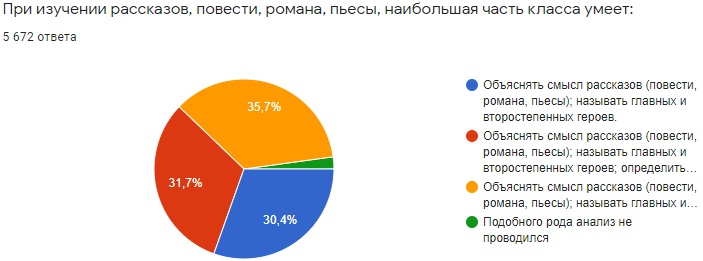 При изучении рассказов, повести, романа, пьесы, наибольшая часть класса умеет:
5 672 ответа
35,7%
31,7%
30,4%
Объяснять смысл рассказов (повести,
романа, пьесы); называть главных и
второстепенных героев.
Объяснять смысл рассказов (повести,
романа, пьесы); называть главных и
второстепенных героев; определить…
Объяснять смысл рассказов (повести,
романа, пьесы); называть главных и…
Подобного рода анализ не
проводился